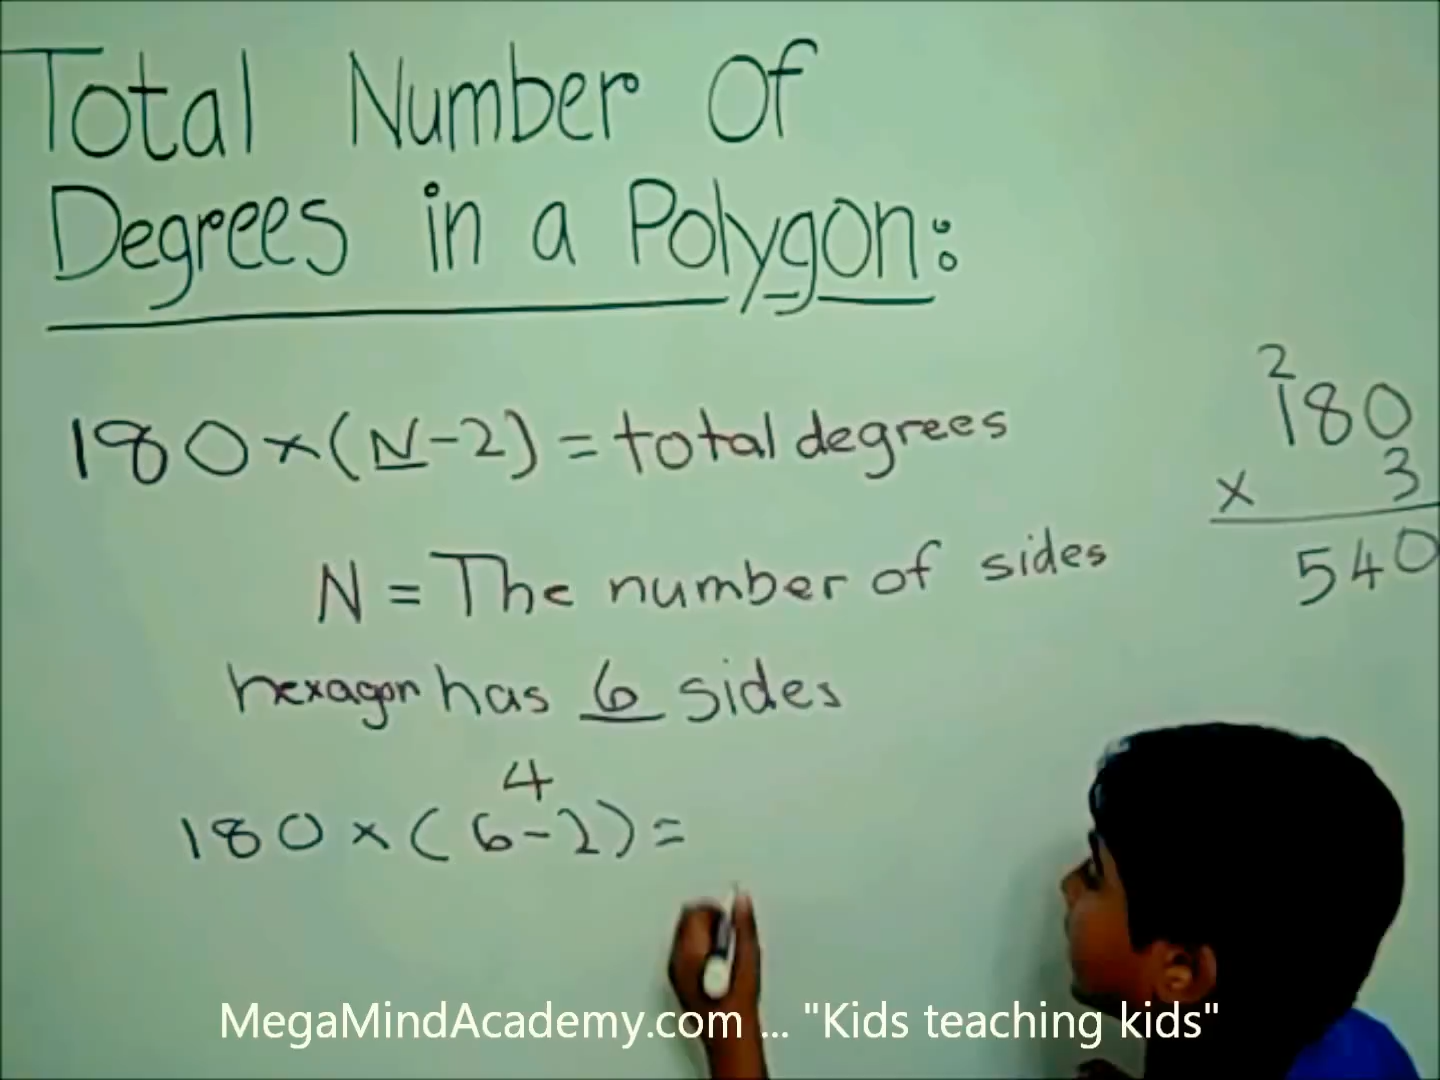 Total Number Of
Degrees in a Polygon:
180 × (N-2) = total degrees
N = The number of sides
hexagon has 6 sides
4
180 × (6-2) =
2
180
× 3
540
MegaMindAcademy.com ... "Kids teaching kids"